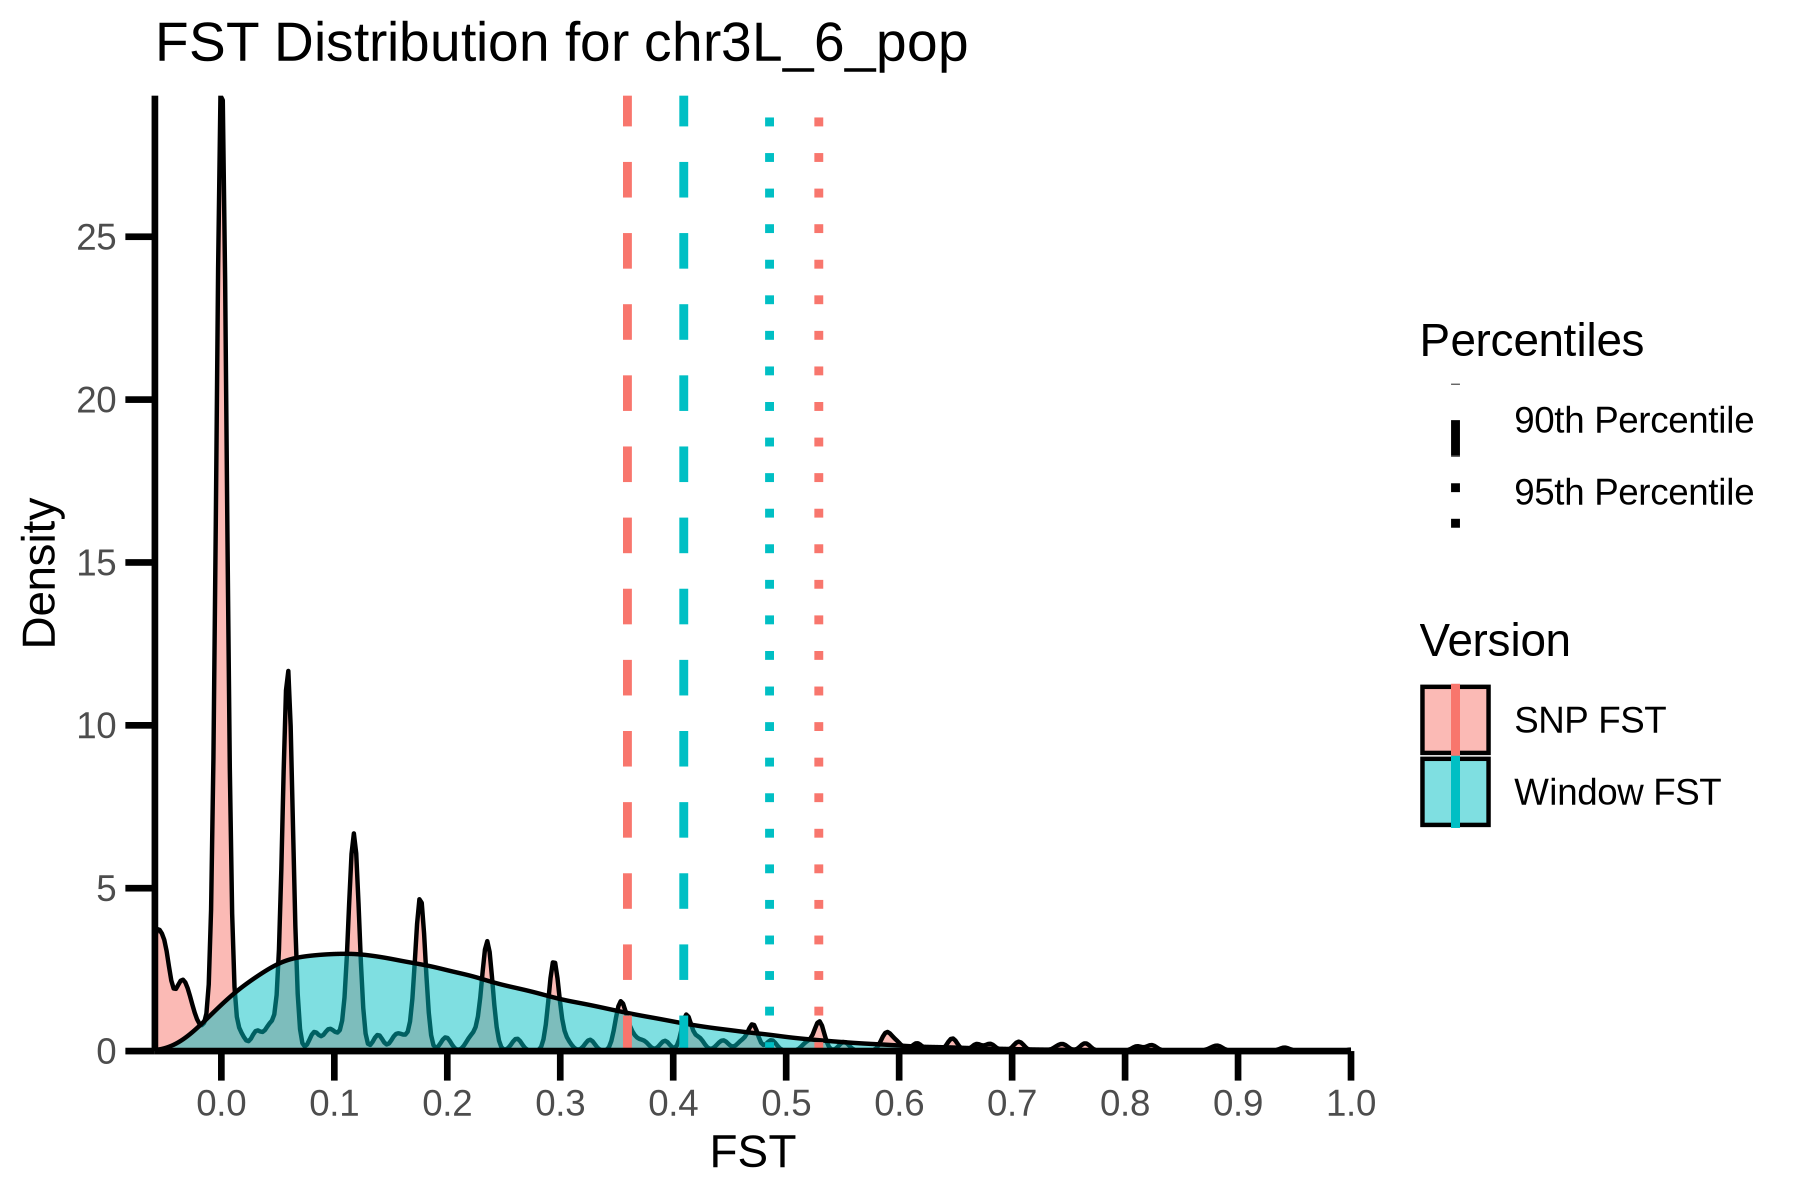 FST Distribution for chr3L_6_pop
Density
25
20
15
10
5
0
0.0 0.1 0.2 0.3 0.4 0.5 0.6 0.7 0.8 0.9 1.0
FST
Percentiles
90th Percentile
95th Percentile
Version
SNP FST
Window FST